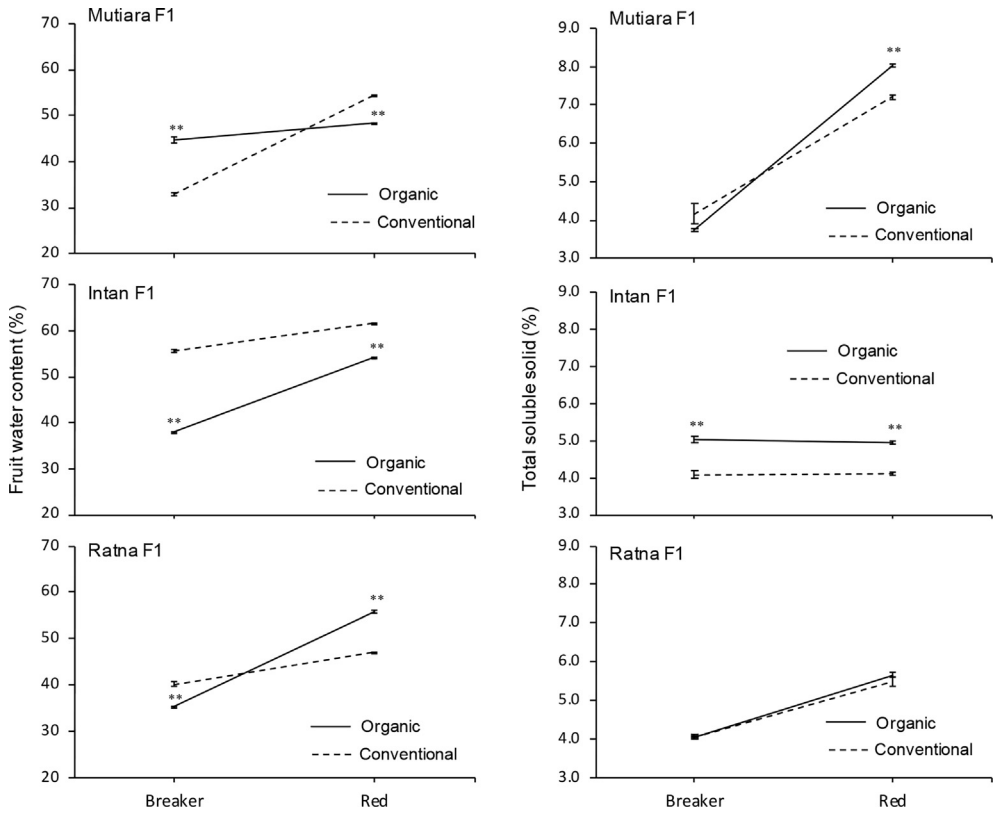 Mutiara F1
70
60
50
40
30
20
**
**
Organic
Conventional
Mutiara F1
9.0
8.0
7.0
6.0
5.0
4.0
3.0
**
Organic
Conventional
Fruit water content (%)
Intan F1
70
60
50
40
30
20
**
**
Organic
Conventional
Total soluble solid (%)
Intan F1
9.0
8.0
7.0
6.0
5.0
4.0
3.0
**
**
Organic
Conventional
Ratna F1
70
60
50
40
30
20
**
**
Organic
Conventional
Breaker
Red
Ratna F1
9.0
8.0
7.0
6.0
5.0
4.0
3.0
Organic
Conventional
Breaker
Red